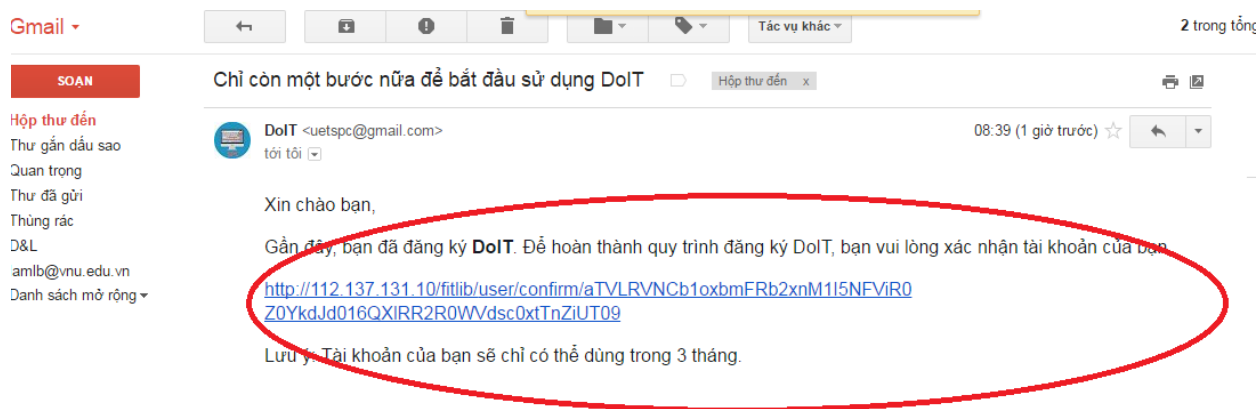 Gmail
Tác vụ khác
2 trong tổng
SOẠN
Chỉ còn một bước nữa để bắt đầu sử dụng DoIT
Hộp thư đến x
Hộp thư đến
Thư gắn dấu sao
Quan trọng
Thư đã gửi
Thùng rác
D&L
iamlb@vnu.edu.vn
Danh sách mở rộng
DoIT <uetspc@gmail.com>
08:39 (1 giờ trước)
tới tôi
Xin chào bạn,
Gần đây, bạn đã đăng ký DoIT. Để hoàn thành quy trình đăng ký DoIT, bạn vui lòng xác nhận tài khoản của bạn
http://112.137.131.10/fitlib/user/confirm/aTVLRVNCb1oxbmFRb2xnM1I5NFViR0
Z0YkdJd016QXlRR2R0WVdsc0xtTnZiUT09
Lưu ý: Tài khoản của bạn sẽ chỉ có thể dùng trong 3 tháng.